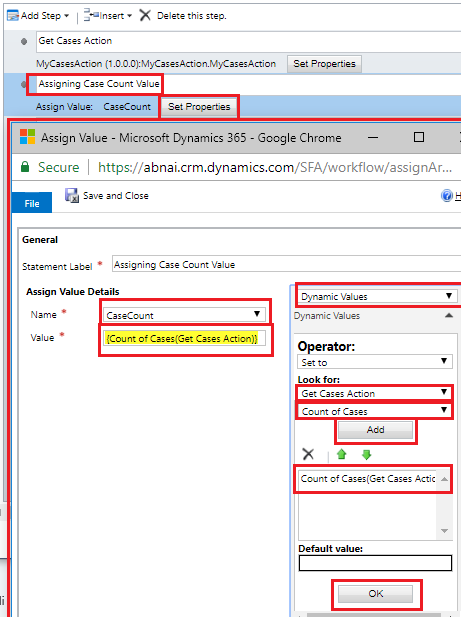 Add Step Insert Delete this step.
Get Cases Action
MyCasesAction (1.0.0.0):MyCasesAction.MyCasesAction Set Properties
Assigning Case Count Value
Assign Value: CaseCount Set Properties
Assign Value - Microsoft Dynamics 365 - Google Chrome
Secure https://abnai.crm.dynamics.com/SFA/workflow/assignAr...
File Save and Close H
General
Statement Label * Assigning Case Count Value
Assign Value Details
Name * CaseCount
Value * {Count of Cases(Get Cases Action)}
Dynamic Values
Dynamic Values
Operator:
Set to
Look for:
Get Cases Action
Count of Cases
Add
Count of Cases(Get Cases Actio
Default value:
OK